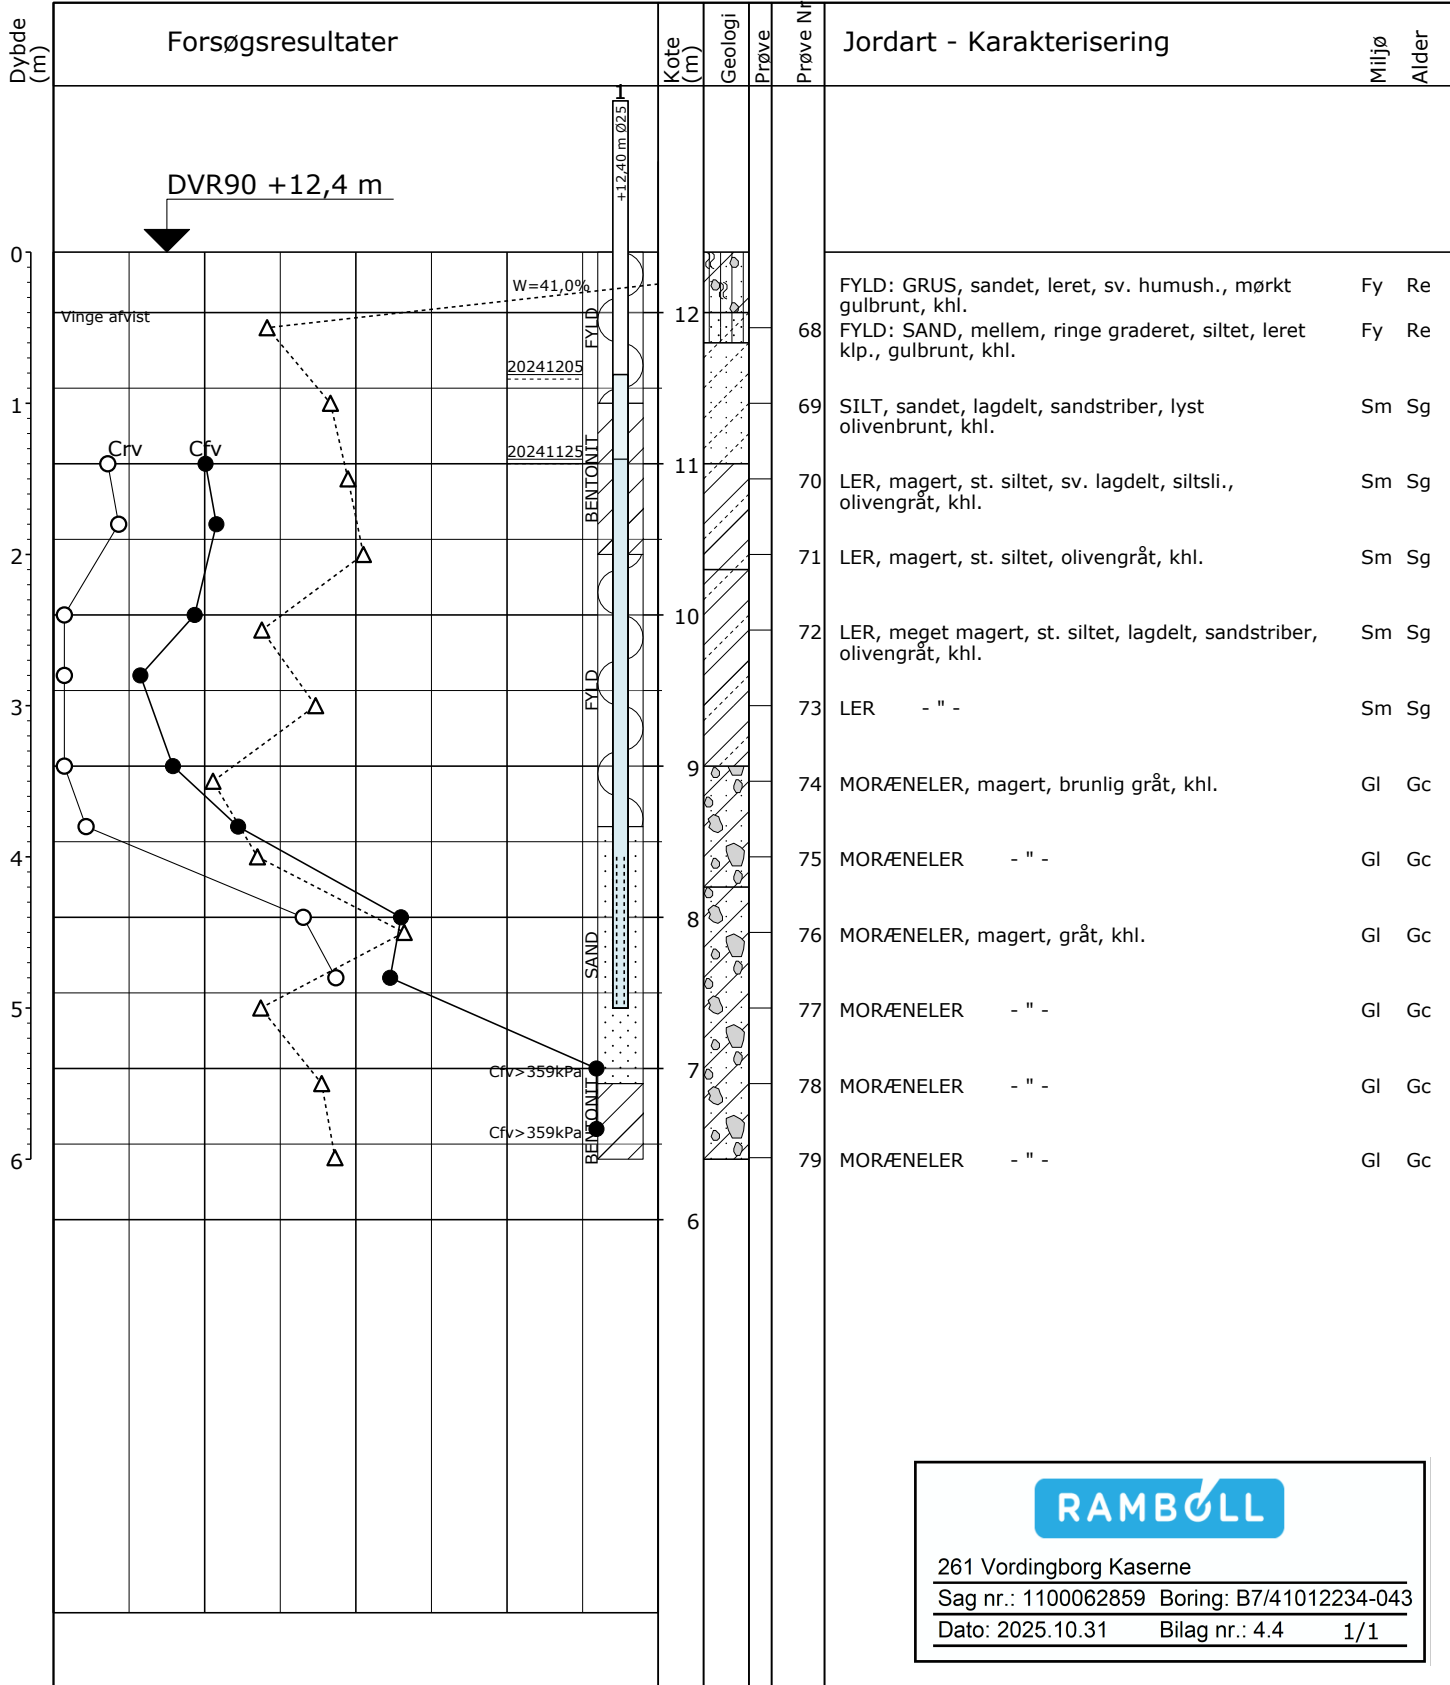 Dybde (m)
Forsøgsresultater
Kote (m)
Geologi
Prøve
Prøve Nr
Jordart - Karakterisering
Miljø
Alder
1
+12,40 m Ø25
DVR90 +12,4 m
0
W=41,0%
FYLD: GRUS, sandet, leret, sv. humush., mørkt
gulbrunt, khl.
Fy Re
Vinge afvist
FYLD
12
68 FYLD: SAND, mellem, ringe graderet, siltet, leret
klp., gulbrunt, khl.
Fy Re
20241205
1
69 SILT, sandet, lagdelt, sandstriber, lyst
olivenbrunt, khl.
Sm Sg
Crv Cfv
20241125
BENTONIT
11
70 LER, magert, st. siltet, sv. lagdelt, siltsli.,
olivengråt, khl.
Sm Sg
2
71 LER, magert, st. siltet, olivengråt, khl. Sm Sg
10
72 LER, meget magert, st. siltet, lagdelt, sandstriber,
olivengråt, khl.
Sm Sg
FYLD
3
73 LER - " - Sm Sg
9
74 MORÆNELER, magert, brunlig gråt, khl. Gl Gc
4
75 MORÆNELER - " - Gl Gc
8
76 MORÆNELER, magert, gråt, khl. Gl Gc
SAND
5
77 MORÆNELER - " - Gl Gc
7
Cfv>359kPa
78 MORÆNELER - " - Gl Gc
BENTONIT
Cfv>359kPa
6
79 MORÆNELER - " - Gl Gc
6
RAMBOLL
261 Vordingborg Kaserne
Sag nr.: 1100062859 Boring: B7/41012234-043
Dato: 2025.10.31 Bilag nr.: 4.4 1/1